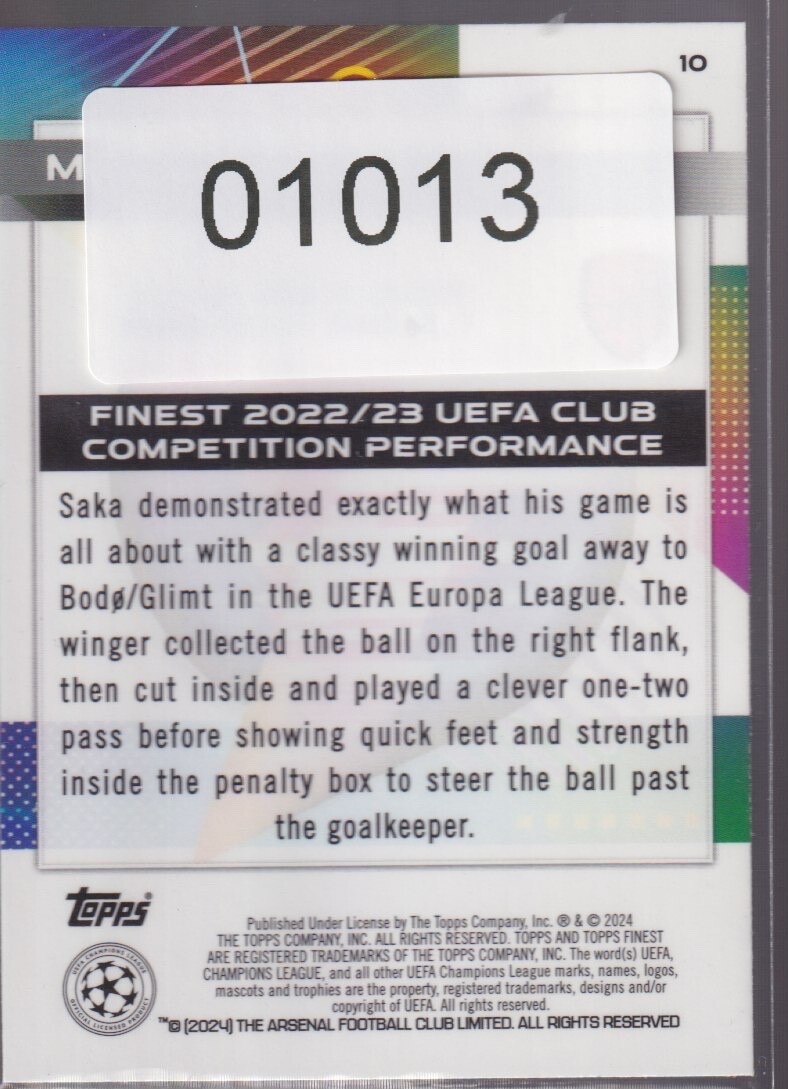 10
M
01013
FINEST 2022/23 UEFA CLUB
COMPETITION PERFORMANCE
Saka demonstrated exactly what his game is
all about with a classy winning goal away to
Bodø/Glimt in the UEFA Europa League. The
winger collected the ball on the right flank,
then cut inside and played a clever one-two
pass before showing quick feet and strength
inside the penalty box to steer the ball past
the goalkeeper.
Topps®
Published Under License by The Topps Company, Inc. ® & © 2024
THE TOPPS COMPANY, INC. ALL RIGHTS RESERVED. TOPPS AND TOPPS FINEST
ARE REGISTERED TRADEMARKS OF THE TOPPS COMPANY, INC. The word(s) UEFA,
CHAMPIONS LEAGUE, and all other UEFA Champions League marks, names, logos,
mascots and trophies are the property, registered trademarks, designs and/or
copyright of UEFA. All rights reserved.
UEFA CHAMPIONS LEAGUE
OFFICIAL LICENSED PRODUCT
™© (2024) THE ARSENAL FOOTBALL CLUB LIMITED. ALL RIGHTS RESERVED